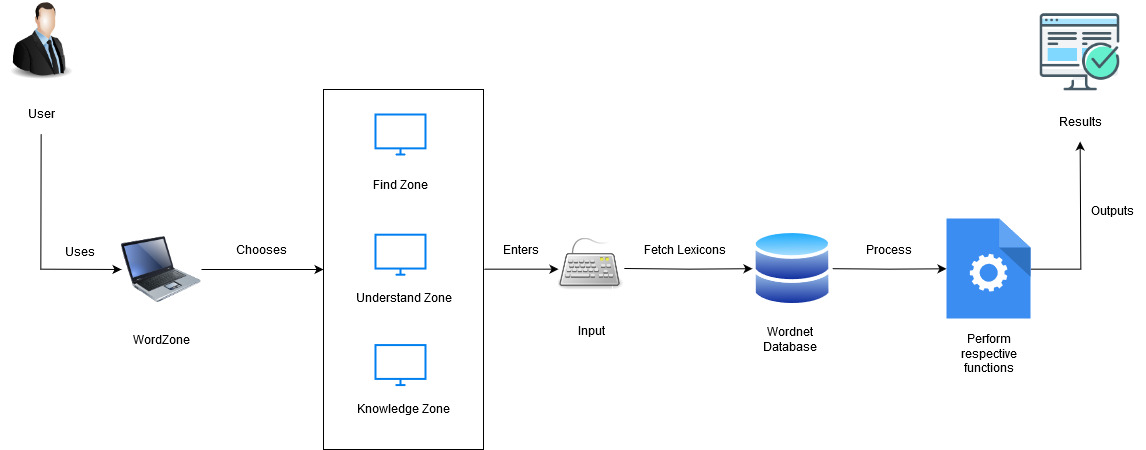 User
Uses
WordZone
Chooses
Find Zone
Understand Zone
Knowledge Zone
Enters
Input
Fetch Lexicons
Wordnet
Database
Process
Perform
respective
functions
Outputs
Results